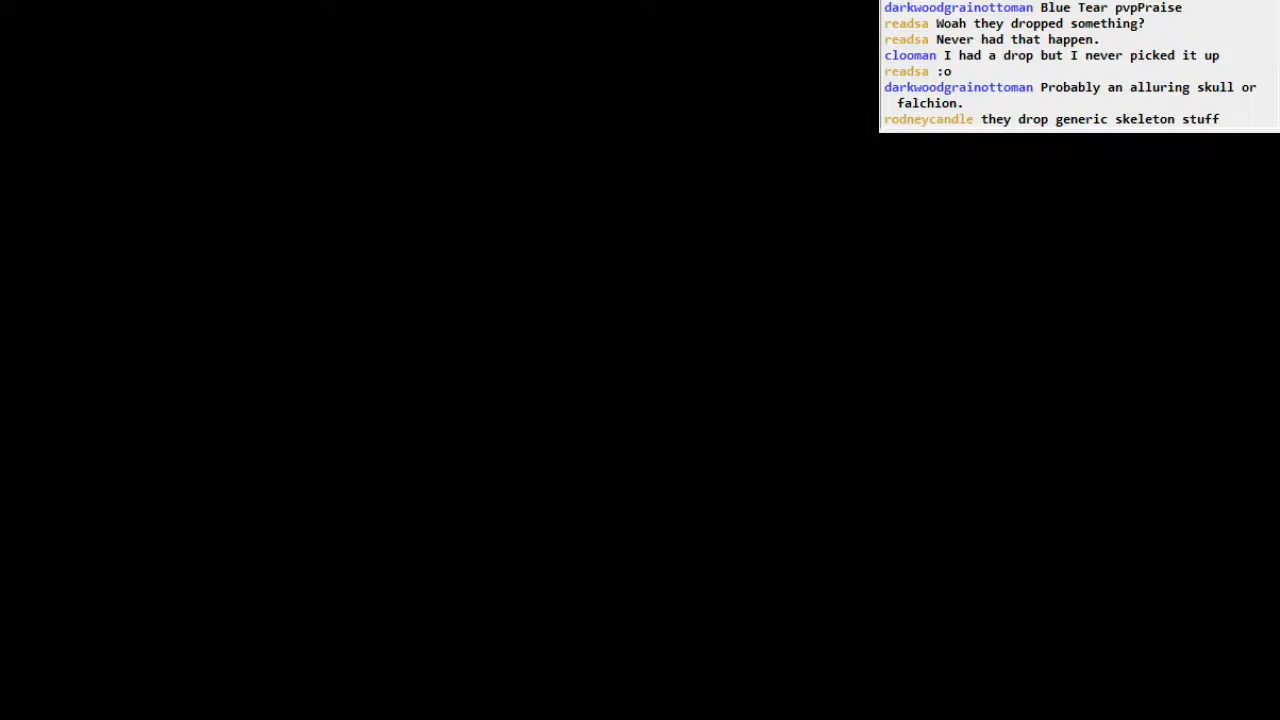 darkwoodgrainottoman Blue Tear pvpPraise
readsa Woah they dropped something?
readsa Never had that happen.
clooman I had a drop but I never picked it up
readsa :o
darkwoodgrainottoman Probably an alluring skull or
falchion.
rodneycandle they drop generic skeleton stuff